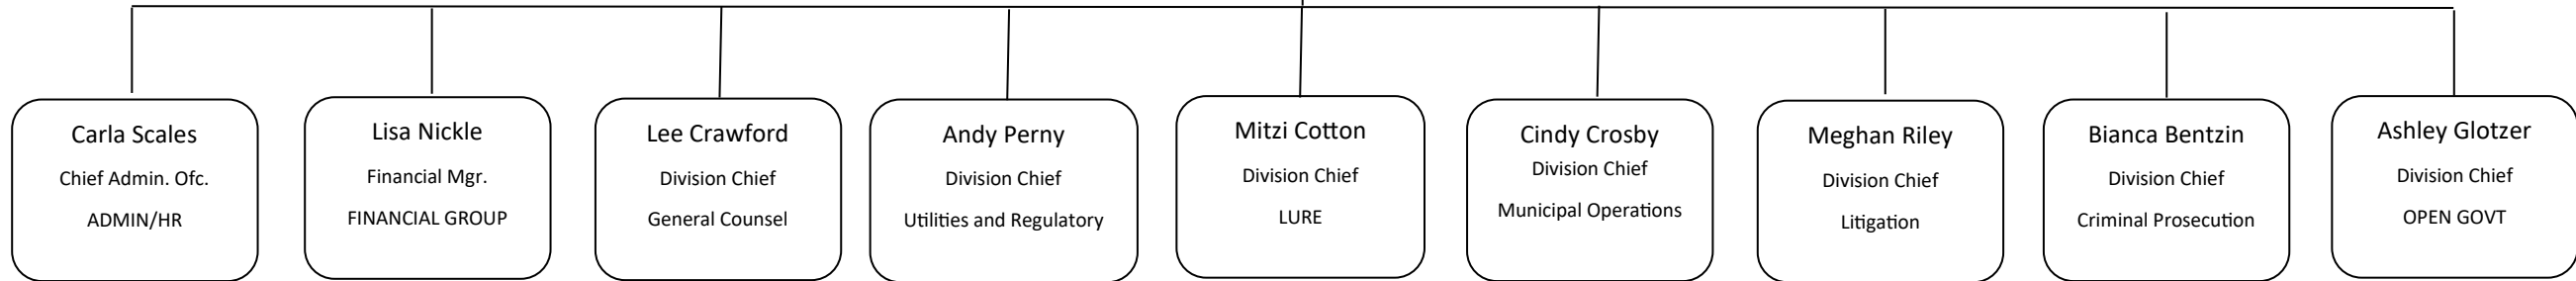 Carla Scales
Chief Admin. Ofc.
ADMIN/HR
Lisa Nickle
Financial Mgr.
FINANCIAL GROUP
Lee Crawford
Division Chief
General Counsel
Andy Perny
Division Chief
Utilities and Regulatory
Mitzi Cotton
Division Chief
LURE
Cindy Crosby
Division Chief
Municipal Operations
Meghan Riley
Division Chief
Litigation
Bianca Bentzin
Division Chief
Criminal Prosecution
Ashley Glotzer
Division Chief
OPEN GOVT